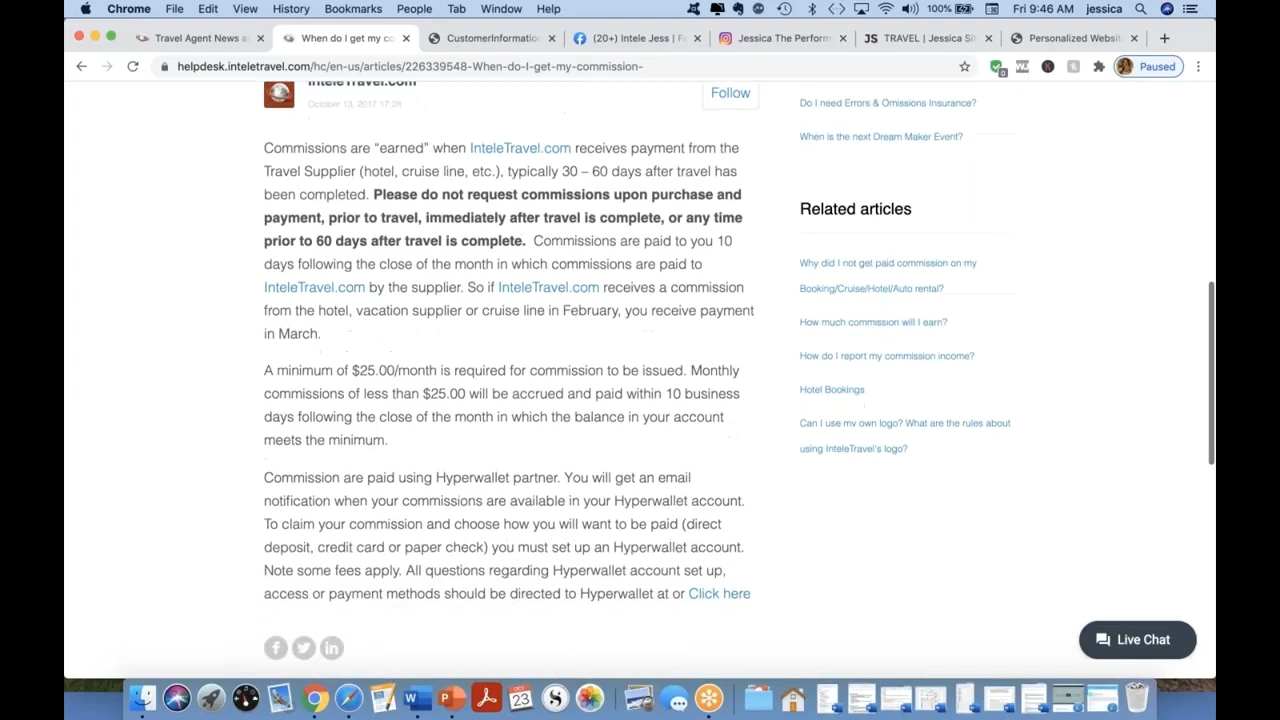 Chrome File Edit View History Bookmarks People Tab Window Help 100% Fri 9:46 AM jessica
Travel Agent News a When do I get my co CustomerInformation (20+) Intele Jess | Fa Jessica The Perform JS TRAVEL | Jessica Sil Personalized Website
helpdesk.inteletravel.com/hc/en-us/articles/226339548-When-do-I-get-my-commission- Paused
InteleTravel.com
October 13, 2017 17:28
Follow
Commissions are “earned” when InteleTravel.com receives payment from the
Travel Supplier (hotel, cruise line, etc.), typically 30 – 60 days after travel has
been completed. Please do not request commissions upon purchase and
payment, prior to travel, immediately after travel is complete, or any time
prior to 60 days after travel is complete. Commissions are paid to you 10
days following the close of the month in which commissions are paid to
InteleTravel.com by the supplier. So if InteleTravel.com receives a commission
from the hotel, vacation supplier or cruise line in February, you receive payment
in March.
A minimum of $25.00/month is required for commission to be issued. Monthly
commissions of less than $25.00 will be accrued and paid within 10 business
days following the close of the month in which the balance in your account
meets the minimum.
Commission are paid using Hyperwallet partner. You will get an email
notification when your commissions are available in your Hyperwallet account.
To claim your commission and choose how you will want to be paid (direct
deposit, credit card or paper check) you must set up an Hyperwallet account.
Note some fees apply. All questions regarding Hyperwallet account set up,
access or payment methods should be directed to Hyperwallet at or Click here
Do I need Errors & Omissions Insurance?
When is the next Dream Maker Event?
Related articles
Why did I not get paid commission on my
Booking/Cruise/Hotel/Auto rental?
How much commission will I earn?
How do I report my commission income?
Hotel Bookings
Can I use my own logo? What are the rules about
using InteleTravel's logo?
Live Chat